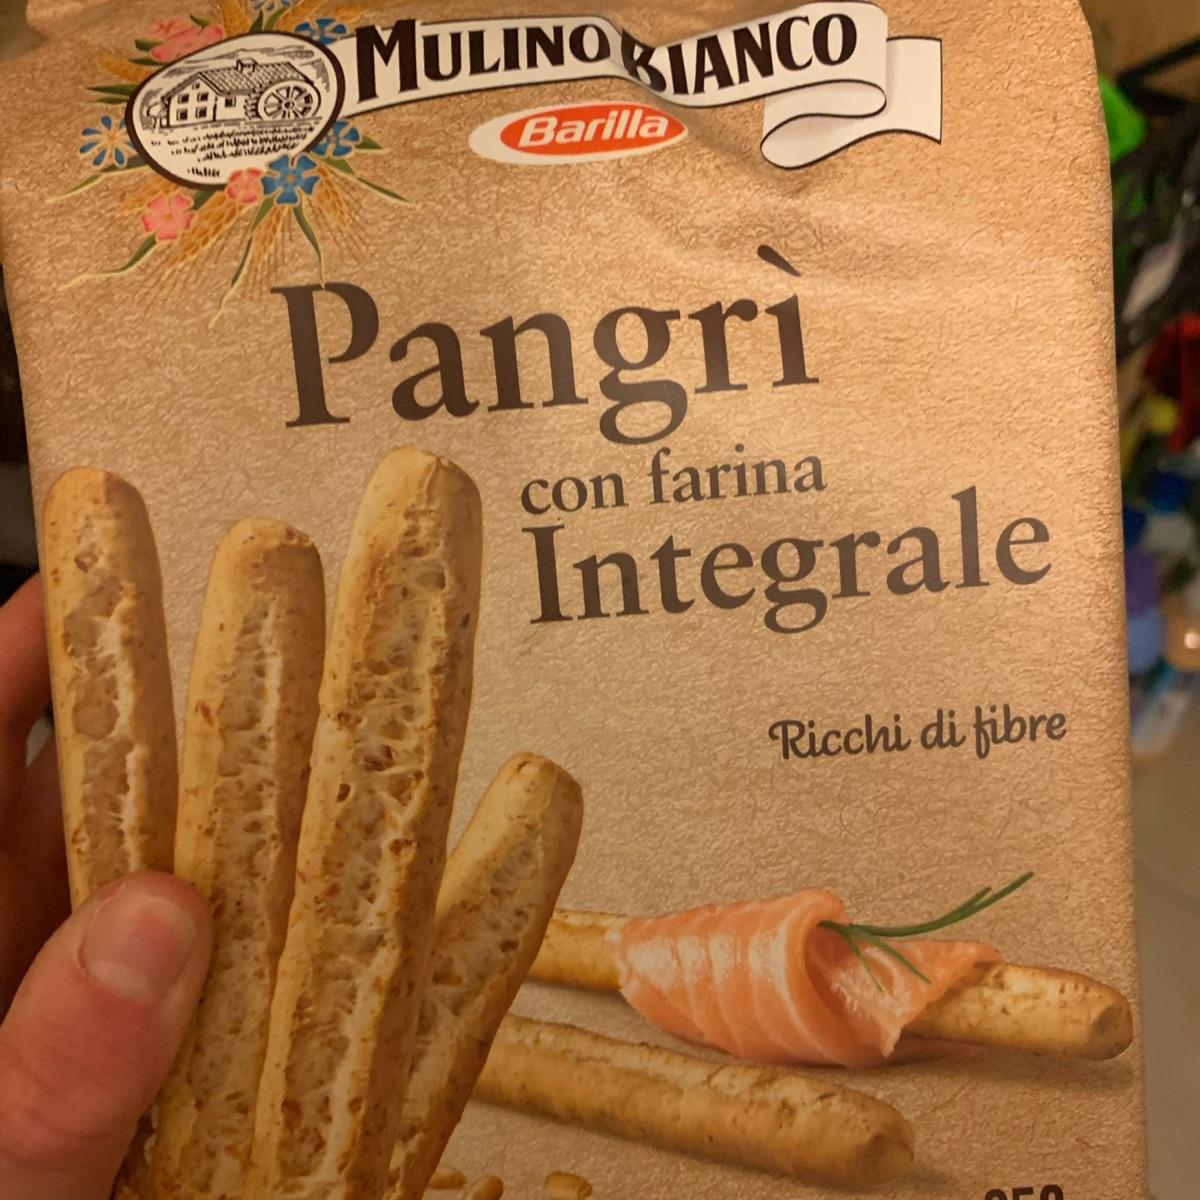 MULINO BIANCO
Barilla
Pangrì
con farina
Integrale
Ricchi di fibre